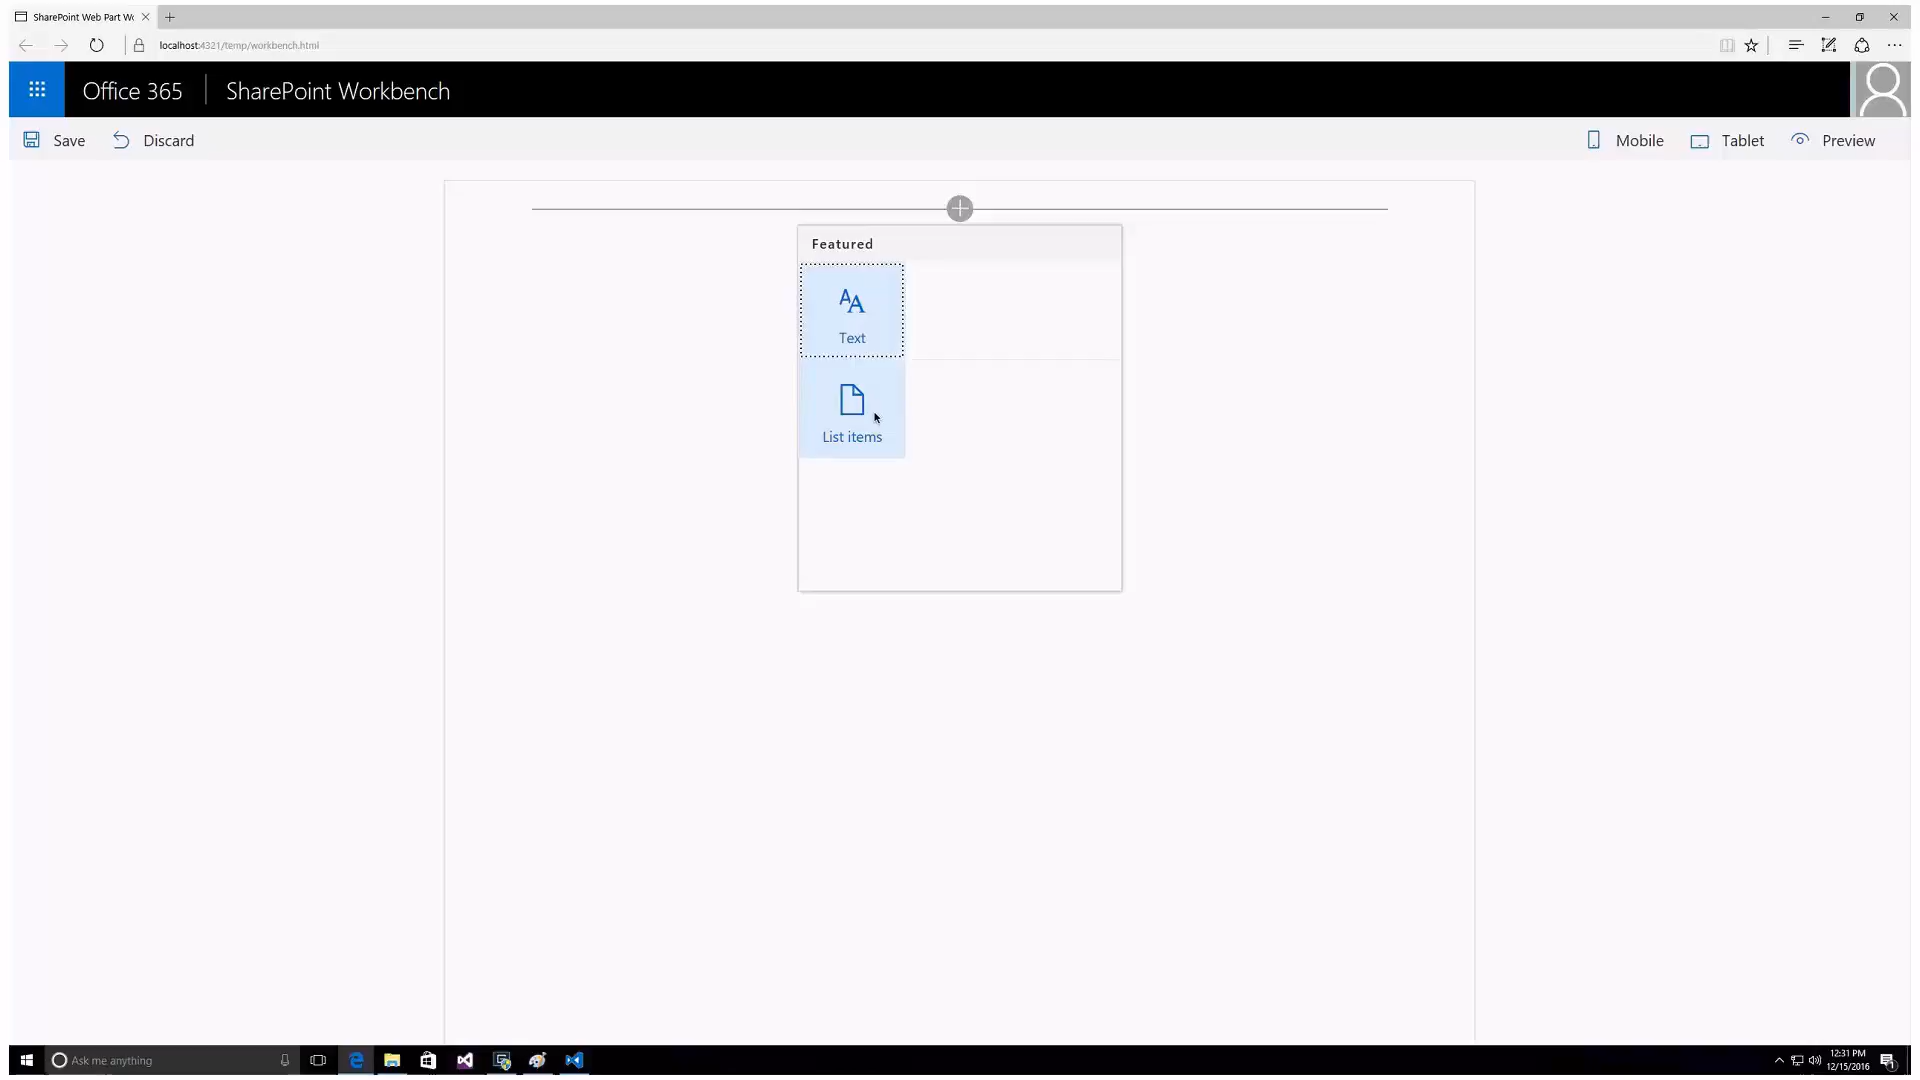 SharePoint Web Part Wo
localhost:4321/temp/workbench.html
Office 365
SharePoint Workbench
Save
Discard
Mobile
Tablet
Preview
Featured
Text
List items
Ask me anything
12:31 PM
12/15/2016